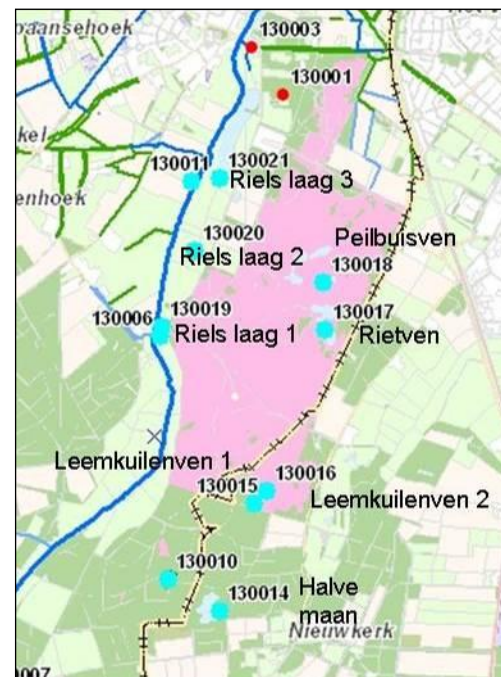 paansehoek
130003
130001
kel
130011
130021
Riels laag 3
enhoek
Peilbuisven
130020
Riels laag 2
130018
130019
130006
130017
Riels laag 1
Rietven
Leemkuilenven 1
130016
130015
Leemkuilenven 2
130010
130014
Halve
maan
Nieuwkerk
0007